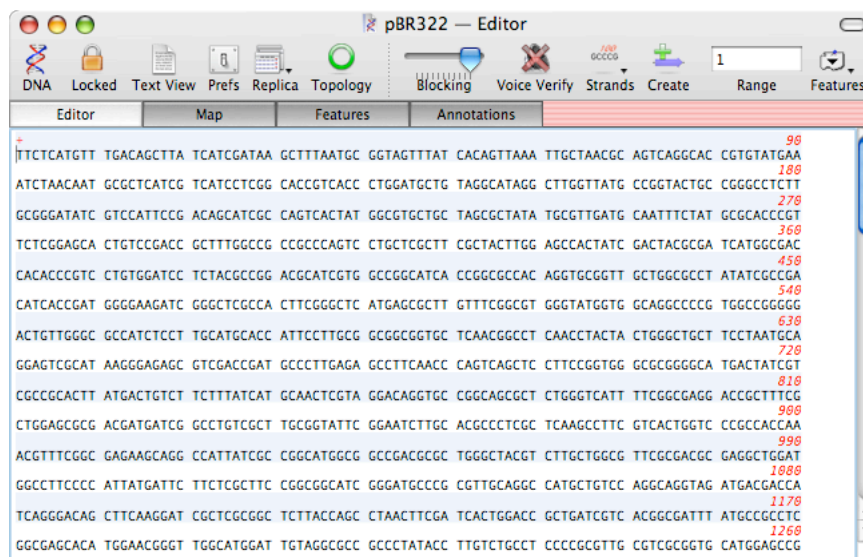 pBR322 — Editor
DNA Locked Text View Prefs Replica Topology Blocking Voice Verify Strands Create 1 Range Features
Editor Map Features Annotations
90
TTCTCATGTT TGACAGCTTA TCATCGATAA GCTTTAATGC GGTAGTTTAT CACAGTTAAA TTGCTAACGC AGTCAGGCAC CGTGTATGAA
180
ATCTAACAAT GCGCTCATCG TCATCCTCGG CACCGTCACC CTGGATGCTG TAGGCATAGG CTTGGTTATG CCGGTACTGC CGGGCCTCTT
270
GCGGGATATC GTCCATTCCG ACAGCATCGC CAGTCACTAT GGCGTGCTGC TAGCGCTATA TGCGTTGATG CAATTTCTAT GCGCACCCGT
360
TCTCGGAGCA CTGTCCGACC GCTTTGGCCG CCGCCCAGTC CTGCTCGCTT CGCTACTTGG AGCCACTATC GACTACGCGA TCATGGCGAC
450
CACACCCGTC CTGTGGATCC TCTACGCCGG ACGCATCGTG GCCGGCATCA CCGGCGCCAC AGGTGCGGTT GCTGGCGCCT ATATCGCCGA
540
CATCACCGAT GGGGAAGATC GGGCTCGCCA CTTCGGGCTC ATGAGCGCTT GTTTCGGCGT GGGTATGGTG GCAGGCCCCG TGGCCGGGGG
630
ACTGTTGGGC GCCATCTCCT TGCATGCACC ATTCCTTGCG GCGGCGGTGC TCAACGGCCT CAACCTACTA CTGGGCTGCT TCCTAATGCA
720
GGAGTCGCAT AAGGGAGAGC GTCGACCGAT GCCCTTGAGA GCCTTCAACC CAGTCAGCTC CTTCCGGTGG GCGCGGGGCA TGACTATCGT
810
CGCCGCACTT ATGACTGTCT TCTTTATCAT GCAACTCGTA GGACAGGTGC CGGCAGCGCT CTGGGTCATT TTCGGCGAGG ACCGCTTTCG
900
CTGGAGCGCG ACGATGATCG GCCTGTCGCT TGCGGTATTC GGAATCTTGC ACGCCCTCGC TCAAGCCTTC GTCACTGGTC CCGCCACCAA
990
ACGTTTCGGC GAGAAGCAGG CCATTATCGC CGGCATGGCG GCCGACGCGC TGGGCTACGT CTTGCTGGCG TTCGCGACGC GAGGCTGGAT
1080
GGCCTTCCCC ATTATGATTC TTCTCGCTTC CGGCGGCATC GGGATGCCCG CGTTGCAGGC CATGCTGTCC AGGCAGGTAG ATGACGACCA
1170
TCAGGGACAG CTTCAAGGAT CGCTCGCGGC TCTTACCAGC CTAACTTCGA TCACTGGACC GCTGATCGTC ACGGCGATTT ATGCCGCCTC
1260
GGCGAGCACA TGGAACGGGT TGGCATGGAT TGTAGGCGCC GCCCTATACC TTGTCTGCCT CCCCGCGTTG CGTCGCGGTG CATGGAGCCG